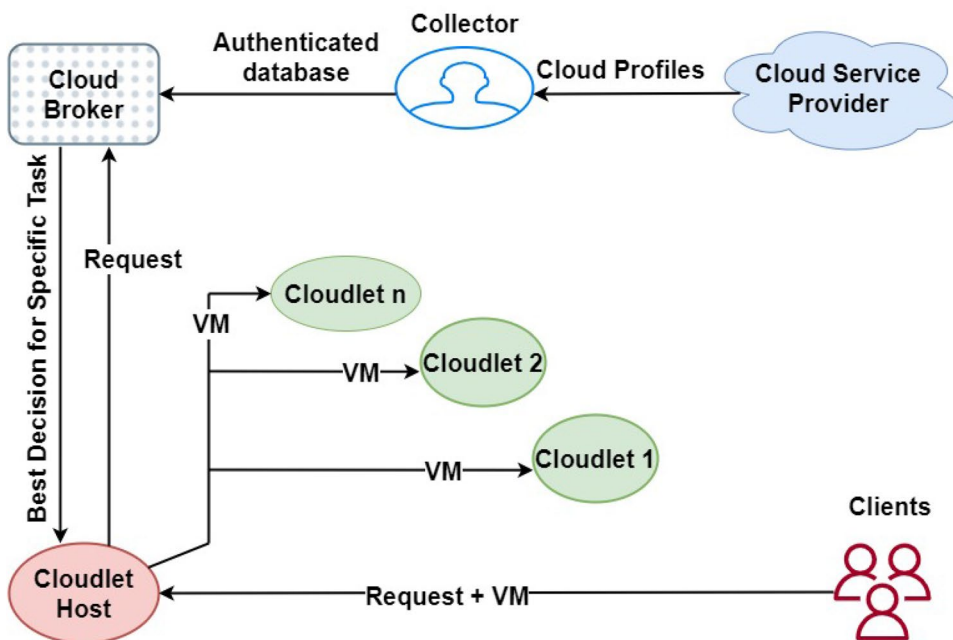 Collector
Authenticated
database
Cloud Profiles
Cloud
Broker
Cloud Service
Provider
Best Decision for Specific Task
Request
Cloudlet n
VM
Cloudlet 2
VM
Cloudlet 1
VM
Clients
Cloudlet
Host
Request + VM